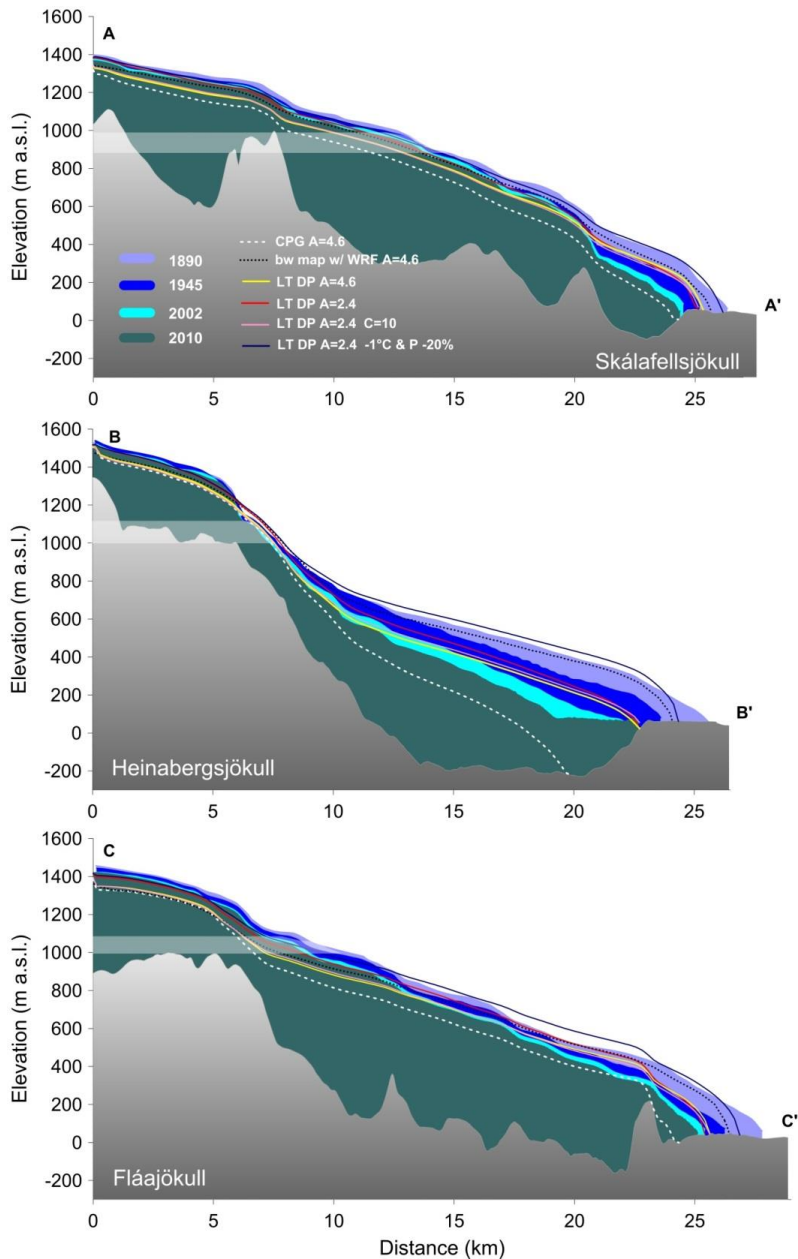 A
1600
1400
1200
1000
800
600
400
200
0
-200
Elevation (m a.s.l.)
1890
1945
2002
2010
CPG A=4.6
bw map w/ WRF A=4.6
LT DP A=4.6
LT DP A=2.4
LT DP A=2.4 C=10
LT DP A=2.4 -1°C & P -20%
A'
Skálafellsjökull
0 5 10 15 20 25
B
1600
1400
1200
1000
800
600
400
200
0
-200
Elevation (m a.s.l.)
B'
Heinabergsjökull
0 5 10 15 20 25
C
1600
1400
1200
1000
800
600
400
200
0
-200
Elevation (m a.s.l.)
C'
Fláajökull
0 5 10 15 20 25
Distance (km)